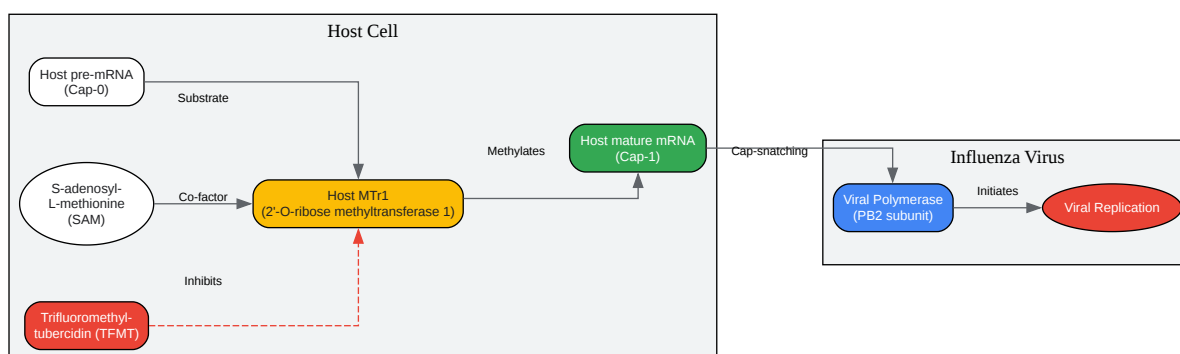 Host Cell
Host pre-mRNA
(Cap-0)
Substrate
S-adenosyl-
L-methionine
(SAM)
Co-factor
Host MTr1
(2'-O-ribose methyltransferase 1)
Inhibits
Trifluoromethyl-
tubercidin (TFMT)
Methylates
Host mature mRNA
(Cap-1)
Cap-snatching
Influenza Virus
Viral Polymerase
(PB2 subunit)
Initiates
Viral Replication